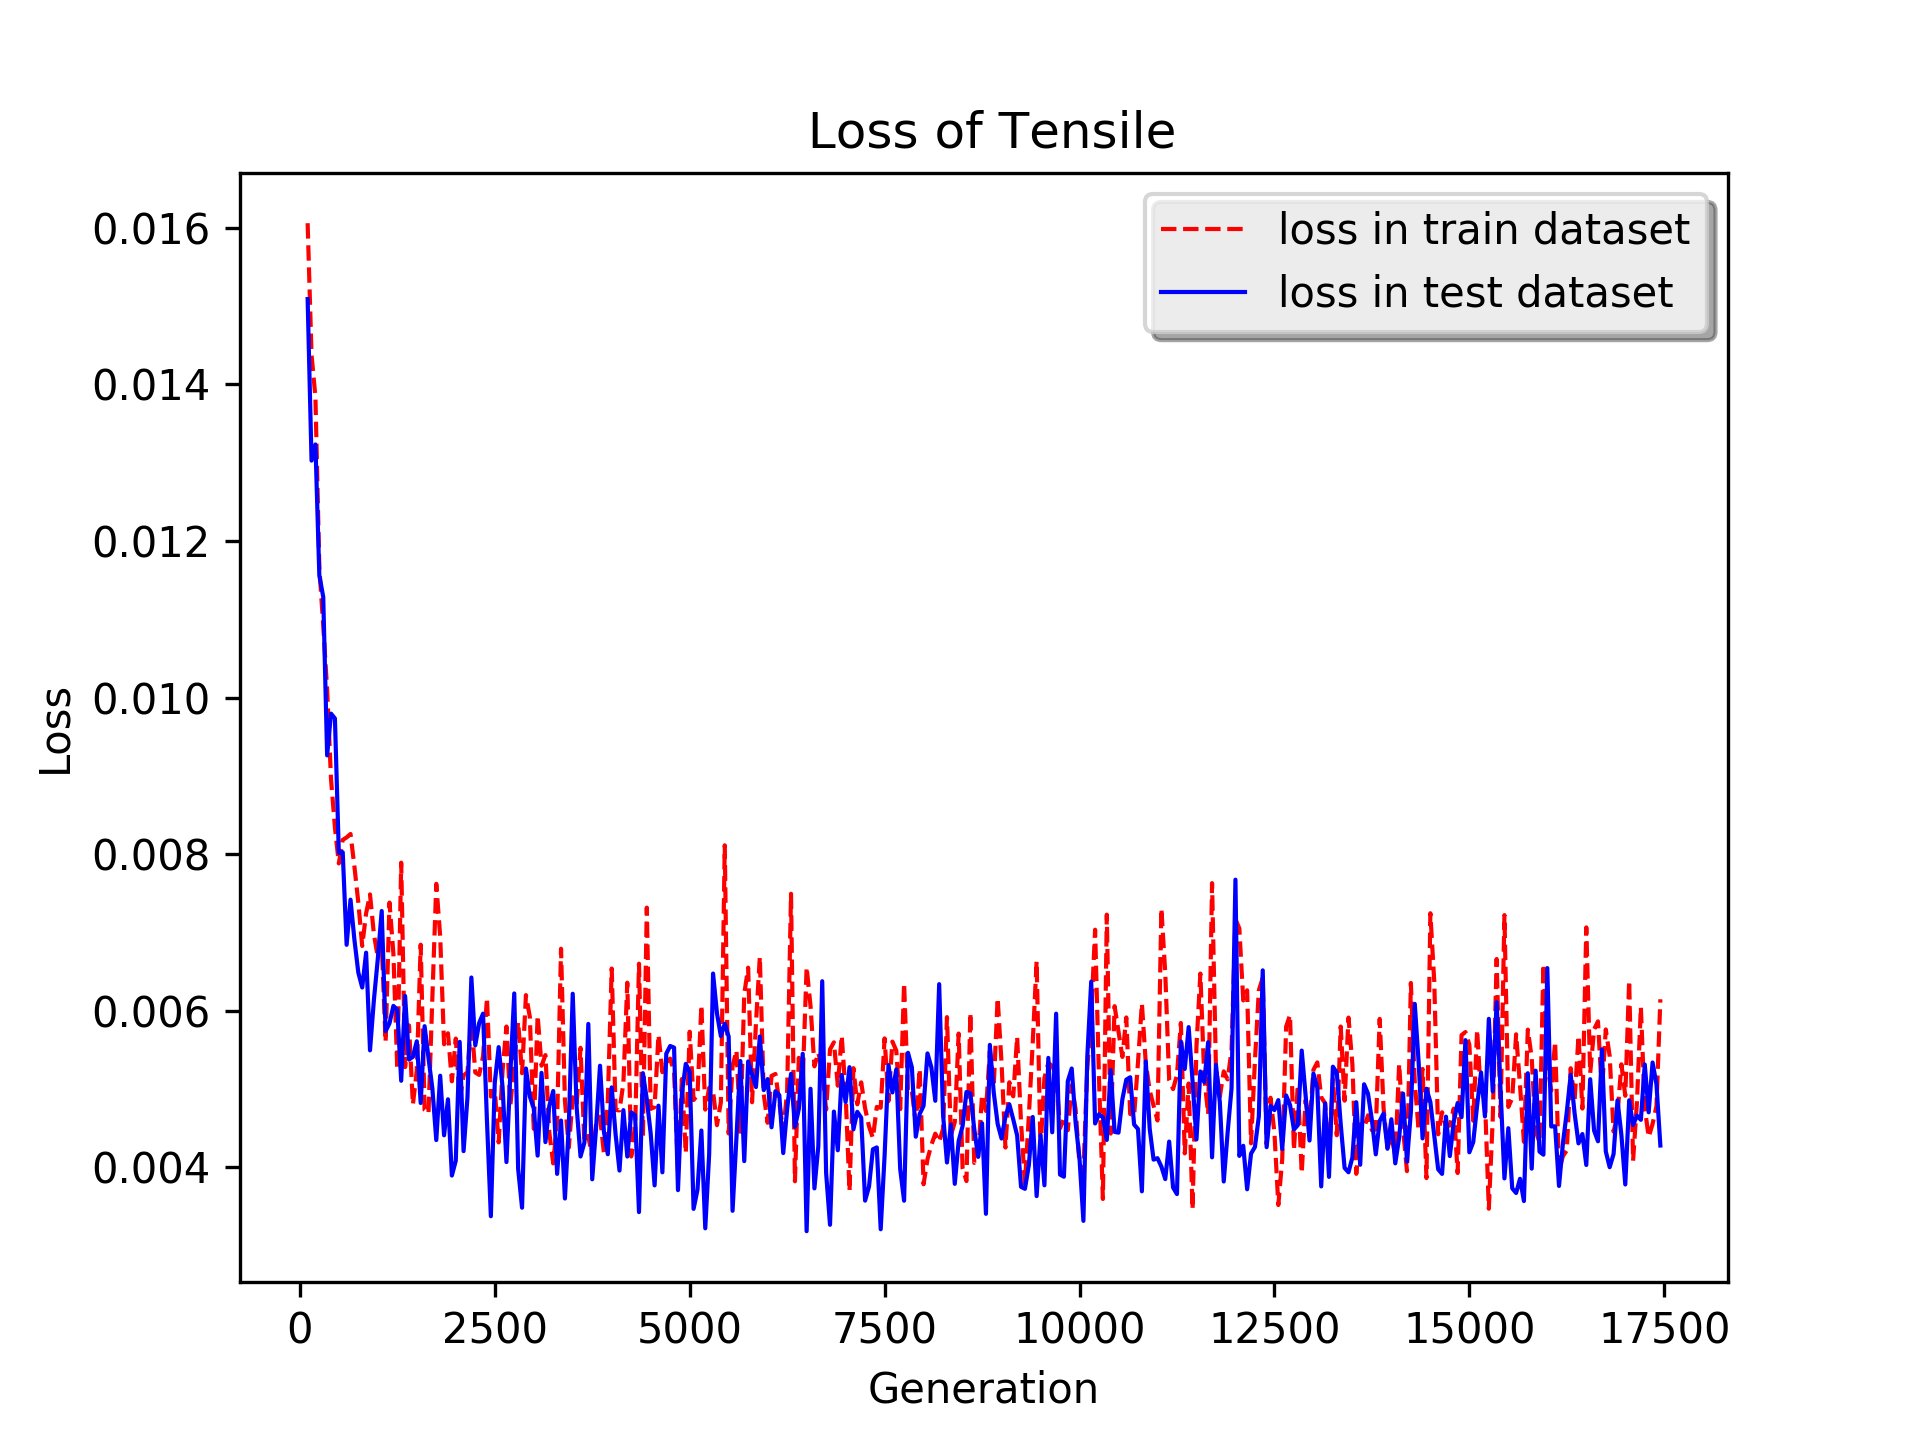 Loss of Tensile
loss in train dataset
loss in test dataset
0.016
0.014
0.012
0.010
0.008
0.006
0.004
Loss
0 2500 5000 7500 10000 12500 15000 17500
Generation